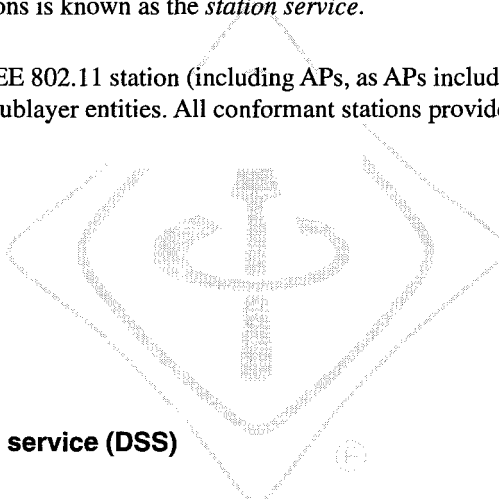 ons is known as the station service.
EE 802.11 station (including APs, as APs includ
ublayer entities. All conformant stations provide
service (DSS)
®